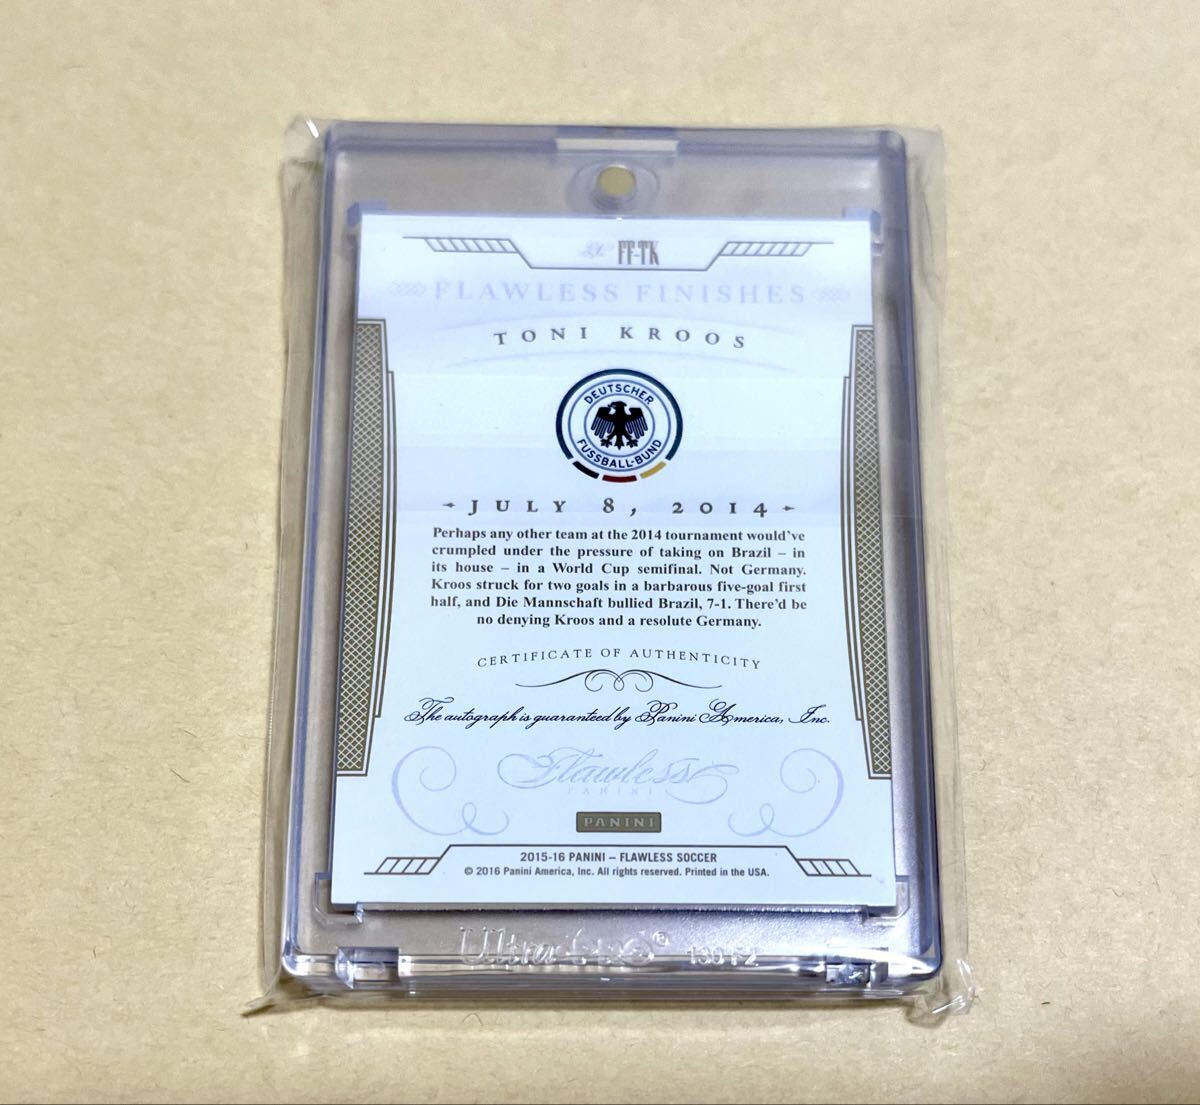 No. FF-TK
FLAWLESS FINISHES
TONI KROOS
DEUTSCHER
FUSSBALL-BUND
JULY 8, 2014
Perhaps any other team at the 2014 tournament would've
crumpled under the pressure of taking on Brazil – in
its house – in a World Cup semifinal. Not Germany.
Kroos struck for two goals in a barbarous five-goal first
half, and Die Mannschaft bullied Brazil, 7-1. There'd be
no denying Kroos and a resolute Germany.
CERTIFICATE OF AUTHENTICITY
The autograph is guaranteed by Panini America, Inc.
Flawless
PANINI
PANINI
2015-16 PANINI – FLAWLESS SOCCER
© 2016 Panini America, Inc. All rights reserved. Printed in the USA.
Ultra PRO®
130PT